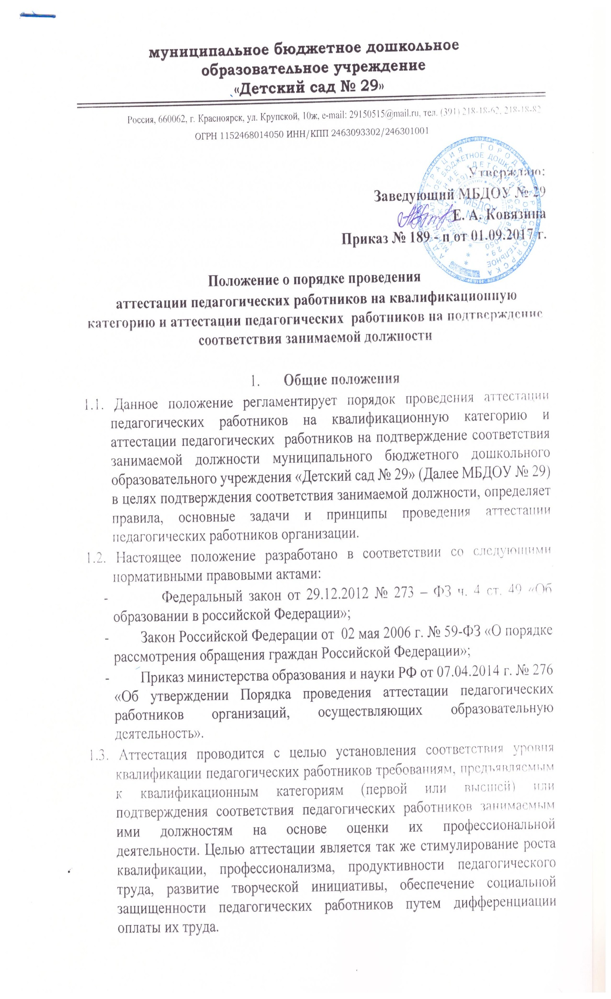 муниципальное бюджетное дошкольное
образовательное учреждение
«Детский сад № 29»
Россия, 660062, г. Красноярск, ул. Крупской, 10ж, e-mail: 29150515@mail.ru, тел. (391) 218-18-62, 218-18-82
ОГРН 1152468014050 ИНН/КПП 2463093302/246301001
Утверждаю:
Заведующий МБДОУ № 29
Е. А. Ковязина
Приказ № 189 - п от 01.09.2017 г.
МБДОУ
№ 29
Положение о порядке проведения
аттестации педагогических работников на квалификационную
категорию и аттестации педагогических работников на подтверждение
соответствия занимаемой должности
1. Общие положения
1.1. Данное положение регламентирует порядок проведения аттестации
педагогических работников на квалификационную категорию и
аттестации педагогических работников на подтверждение соответствия
занимаемой должности муниципального бюджетного дошкольного
образовательного учреждения «Детский сад № 29» (Далее МБДОУ № 29)
в целях подтверждения соответствия занимаемой должности, определяет
правила, основные задачи и принципы проведения аттестации
педагогических работников организации.
1.2. Настоящее положение разработано в соответствии со следующими
нормативными правовыми актами:
- Федеральный закон от 29.12.2012 № 273 – ФЗ ч. 4 ст. 49 «Об
образовании в российской Федерации»;
- Закон Российской Федерации от 02 мая 2006 г. № 59-ФЗ «О порядке
рассмотрения обращения граждан Российской Федерации»;
- Приказ министерства образования и науки РФ от 07.04.2014 г. № 276
«Об утверждении Порядка проведения аттестации педагогических
работников организаций, осуществляющих образовательную
деятельность».
1.3. Аттестация проводится с целью установления соответствия уровня
квалификации педагогических работников требованиям, предъявляемым
к квалификационным категориям (первой или высшей) или
подтверждения соответствия педагогических работников занимаемым
ими должностям на основе оценки их профессиональной
деятельности. Целью аттестации является так же стимулирование роста
квалификации, профессионализма, продуктивности педагогического
труда, развитие творческой инициативы, обеспечение социальной
защищенности педагогических работников путем дифференциации
оплаты их труда.